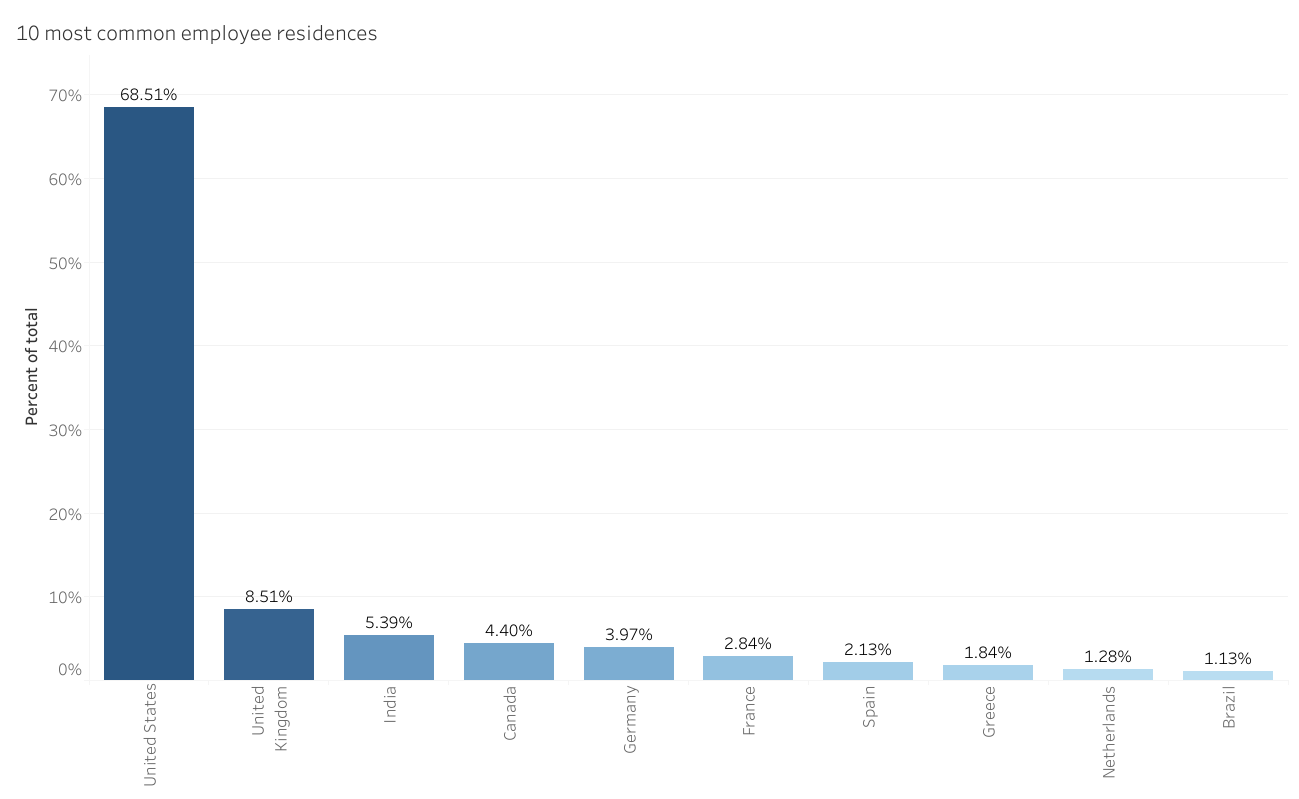 10 most common employee residences
Percent of total
70%
60%
50%
40%
30%
20%
10%
0%
68.51%
8.51%
5.39%
4.40%
3.97%
2.84%
2.13%
1.84%
1.28%
1.13%
United States
United
Kingdom
India
Canada
Germany
France
Spain
Greece
Netherlands
Brazil